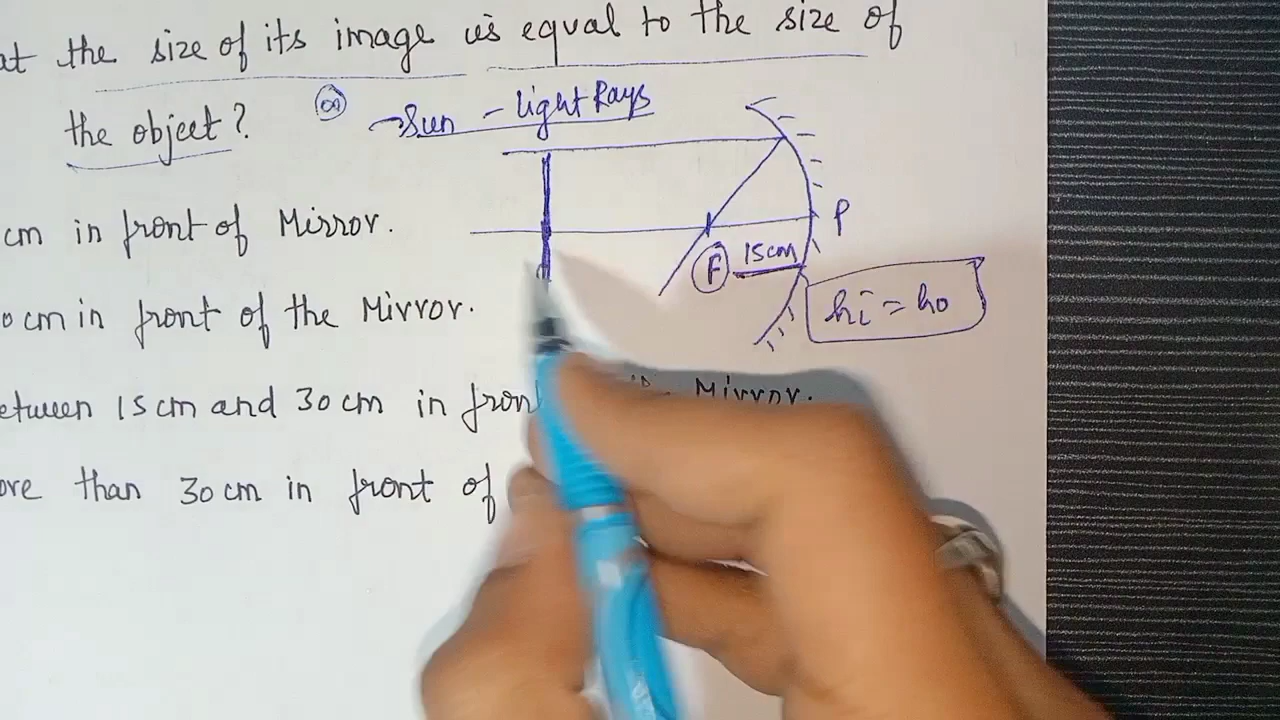 at the size of its image is equal to the size of
the object?
∞ → Sun - light Rays
P
F 15cm
hi = ho
cm in front of Mirror.
0 cm in front of the Mirror.
etween 15 cm and 30 cm in fron Mirror.
ore than 30 cm in front of